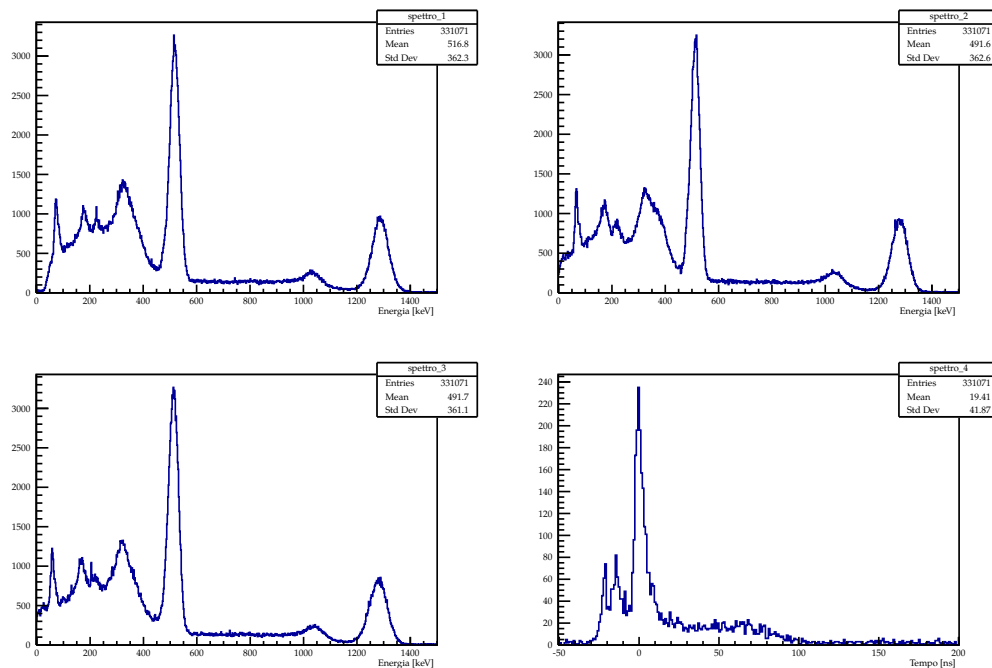 spettro_1
Entries 331071
Mean 516.8
Std Dev 362.3
3000
2500
2000
1500
1000
500
0
0 200 400 600 800 1000 1200 1400
Energia [keV]
spettro_2
Entries 331071
Mean 491.6
Std Dev 362.6
3000
2500
2000
1500
1000
500
0
0 200 400 600 800 1000 1200 1400
Energia [keV]
spettro_3
Entries 331071
Mean 491.7
Std Dev 361.1
3000
2500
2000
1500
1000
500
0
0 200 400 600 800 1000 1200 1400
Energia [keV]
spettro_4
Entries 331071
Mean 19.41
Std Dev 41.87
240
220
200
180
160
140
120
100
80
60
40
20
0
-50 0 50 100 150 200
Tempo [ns]